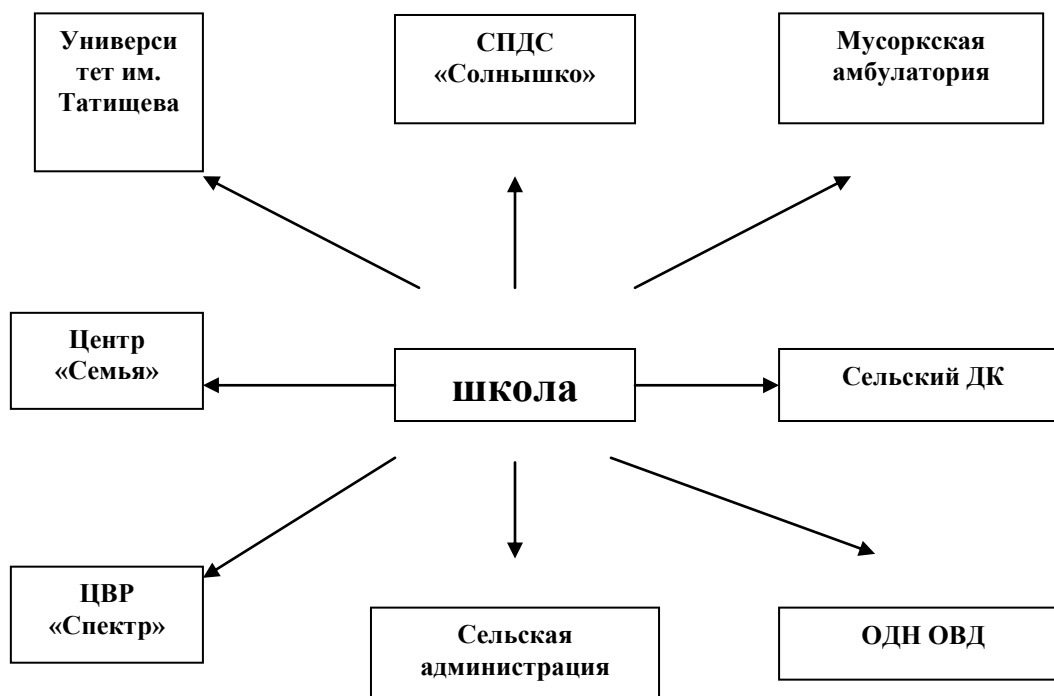 Универси
тет им.
Татищева
СПДС
«Солнышко»
Мусоркская
амбулатория
Центр
«Семья»
школа
Сельский ДК
ЦВР
«Спектр»
Сельская
администрация
ОДН ОВД